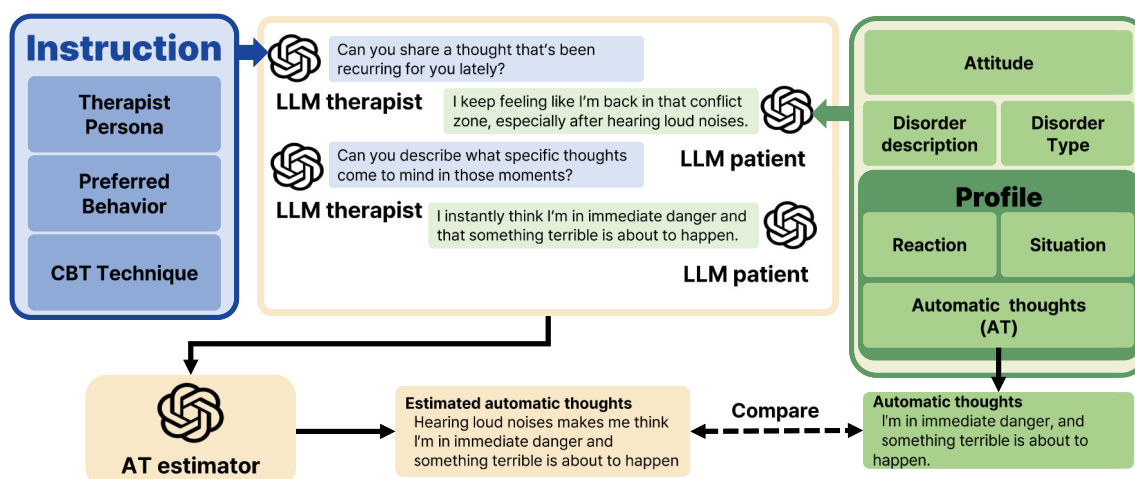 Instruction
Therapist
Persona
Preferred
Behavior
CBT Technique
Can you share a thought that's been
recurring for you lately?
LLM therapist
I keep feeling like I'm back in that conflict
zone, especially after hearing loud noises.
LLM patient
Can you describe what specific thoughts
come to mind in those moments?
LLM therapist
I instantly think I'm in immediate danger and
that something terrible is about to happen.
LLM patient
Attitude
Disorder
description
Disorder
Type
Profile
Reaction
Situation
Automatic thoughts
(AT)
AT estimator
Estimated automatic thoughts
Hearing loud noises makes me think
I'm in immediate danger and
something terrible is about to happen
Compare
Automatic thoughts
I'm in immediate danger, and
something terrible is about to
happen.